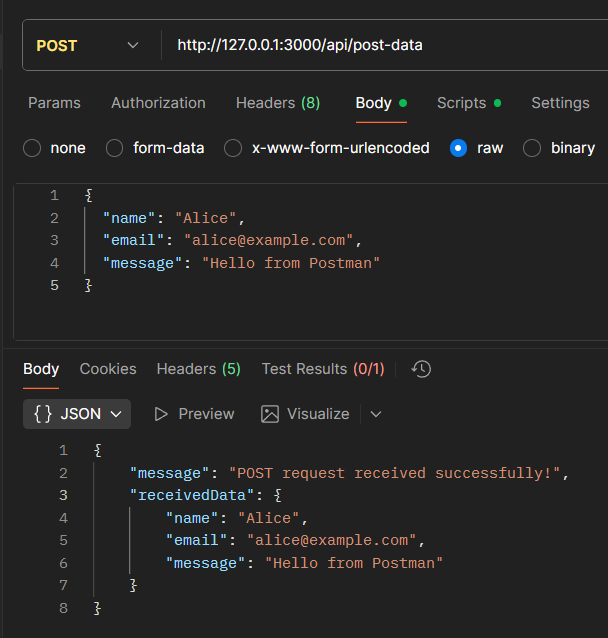 POST http://127.0.0.1:3000/api/post-data
Params Authorization Headers (8) Body Scripts Settings
none form-data x-www-form-urlencoded raw binary
1 {
2 "name": "Alice",
3 "email": "alice@example.com",
4 "message": "Hello from Postman"
5 }
Body Cookies Headers (5) Test Results (0/1)
{} JSON Preview Visualize
1 {
2 "message": "POST request received successfully!",
3 "receivedData": {
4 "name": "Alice",
5 "email": "alice@example.com",
6 "message": "Hello from Postman"
7 }
8 }